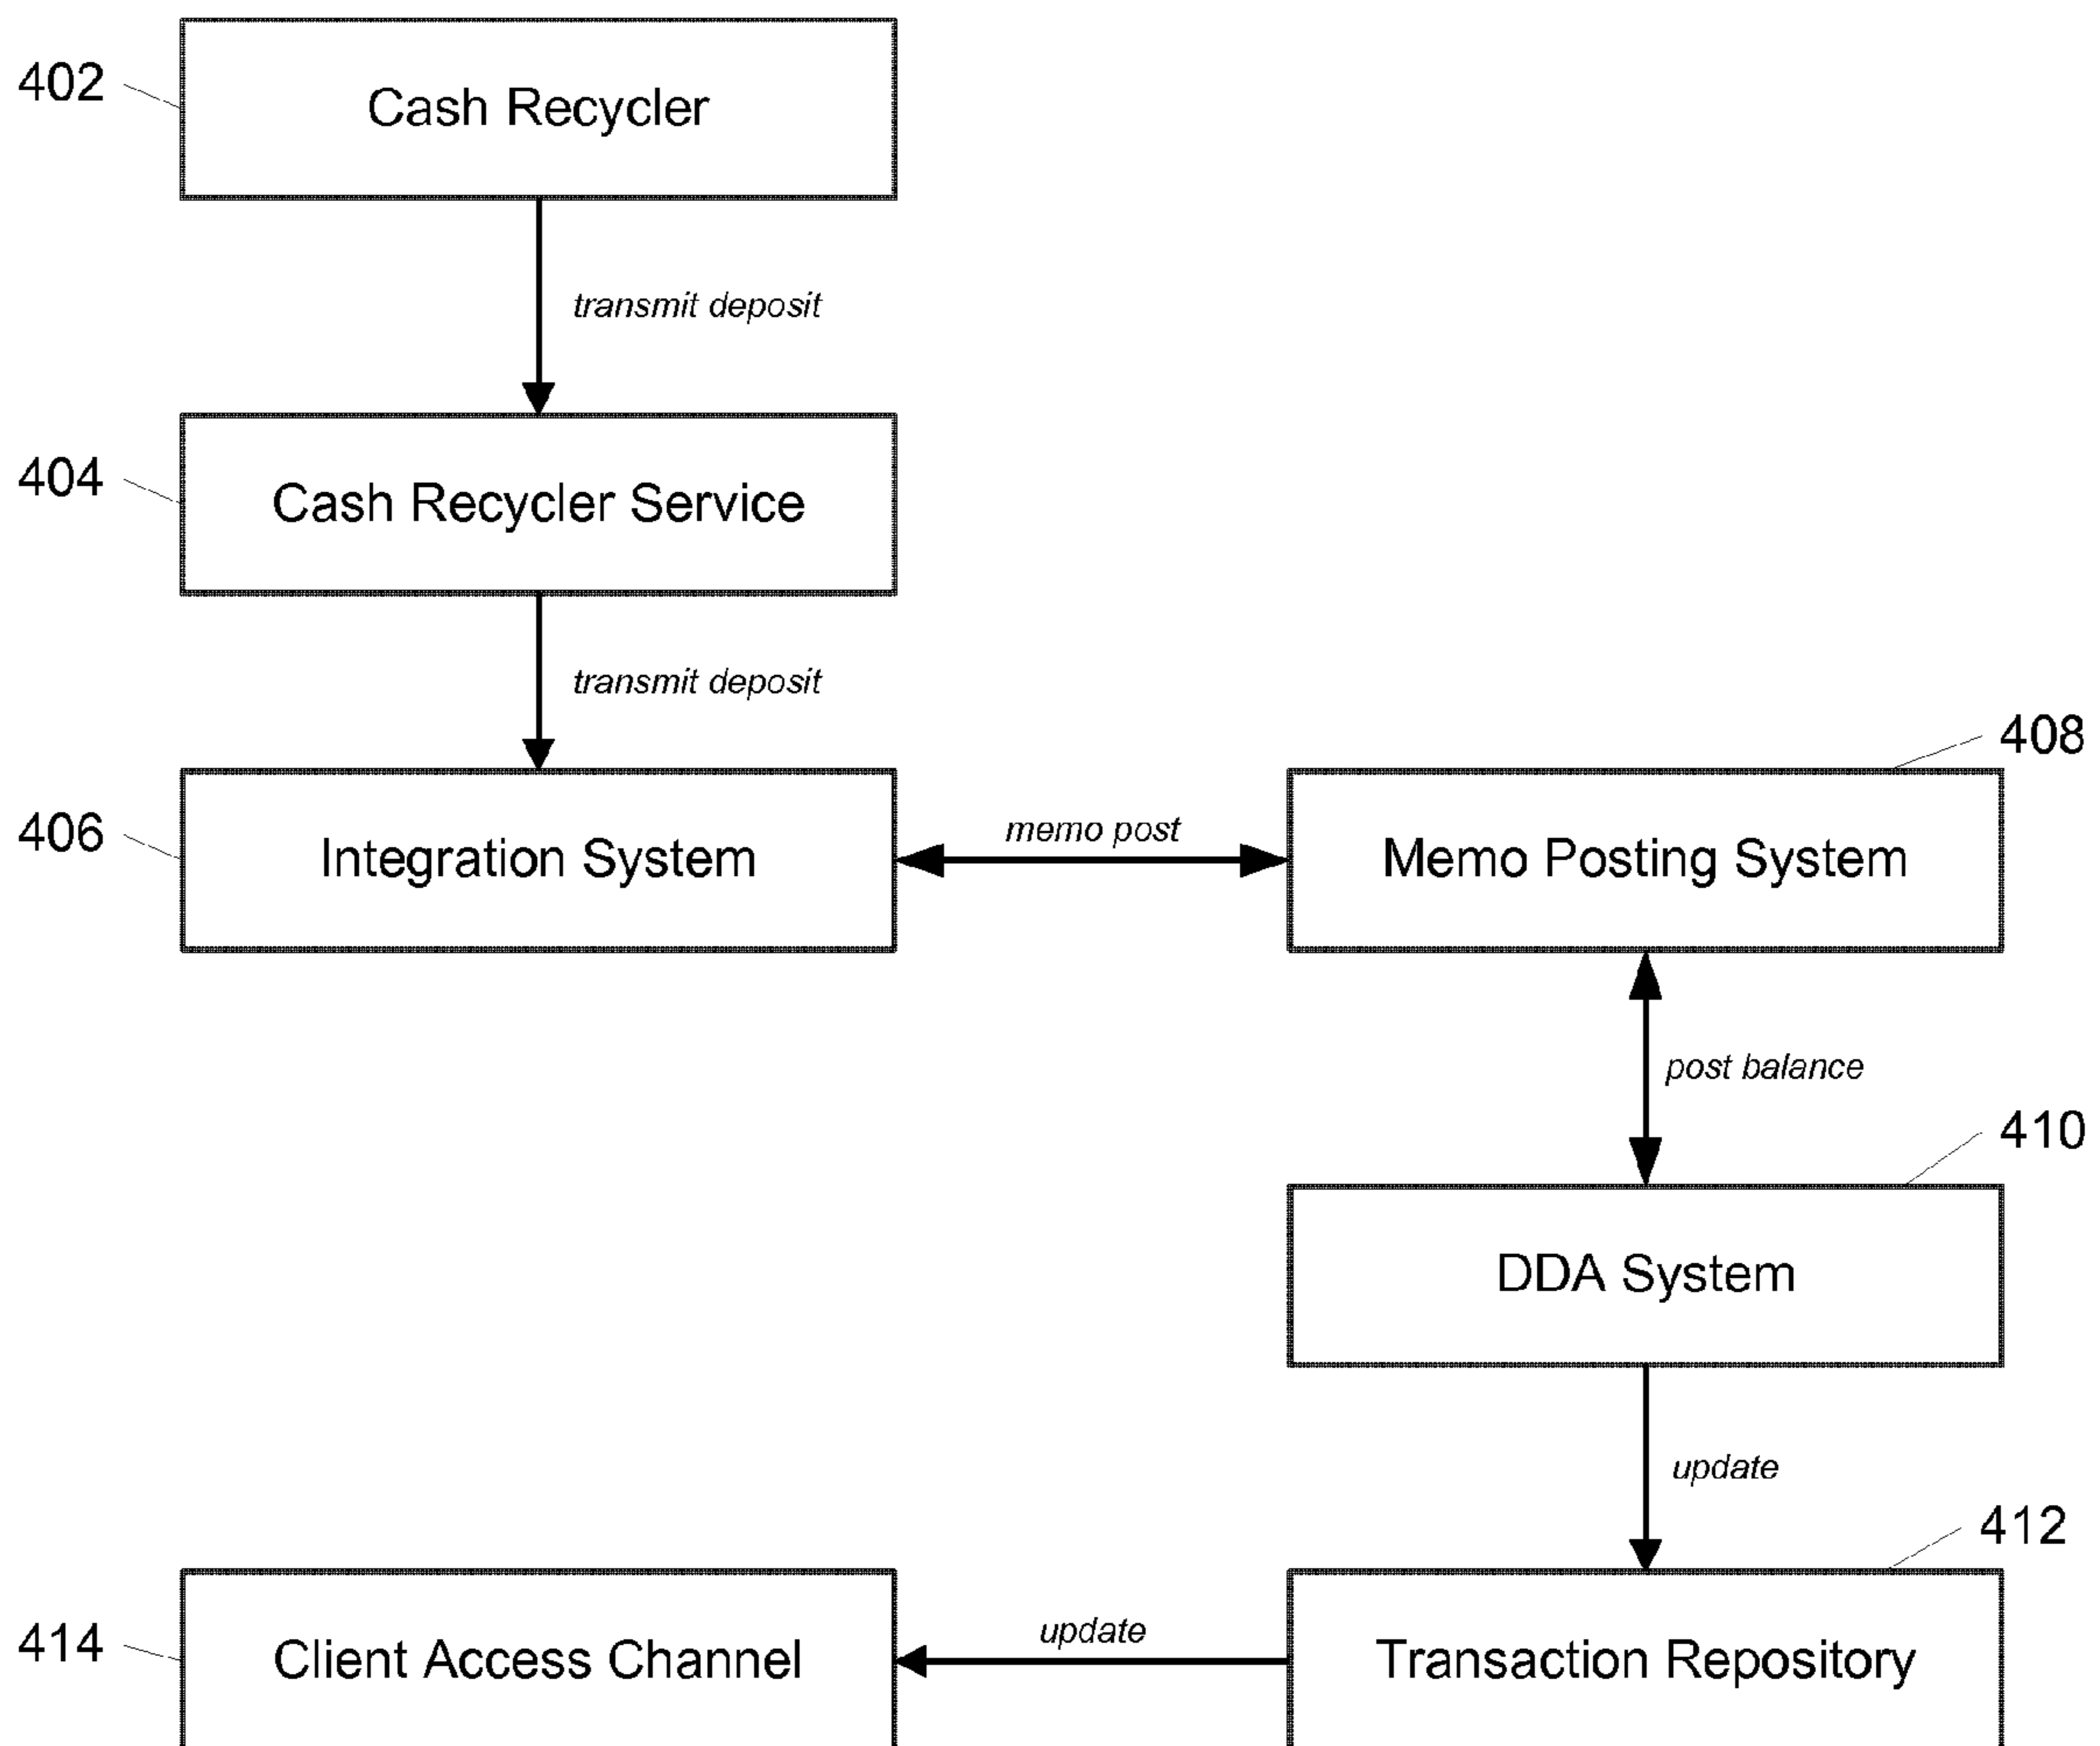 402
Cash Recycler
transmit deposit
404
Cash Recycler Service
transmit deposit
408
406
Integration System
memo post
Memo Posting System
post balance
410
DDA System
update
412
414
Client Access Channel
update
Transaction Repository